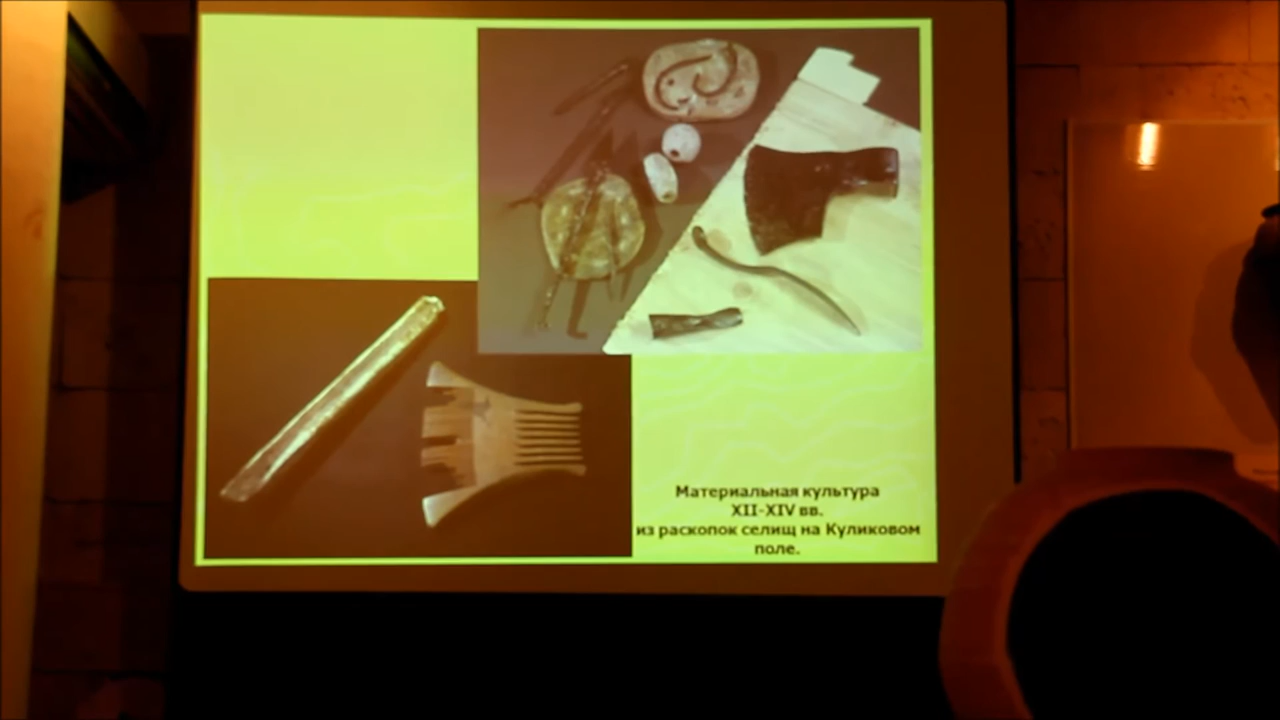 Материальная культура
XII-XIV вв.
из раскопок селищ на Куликовом
поле.